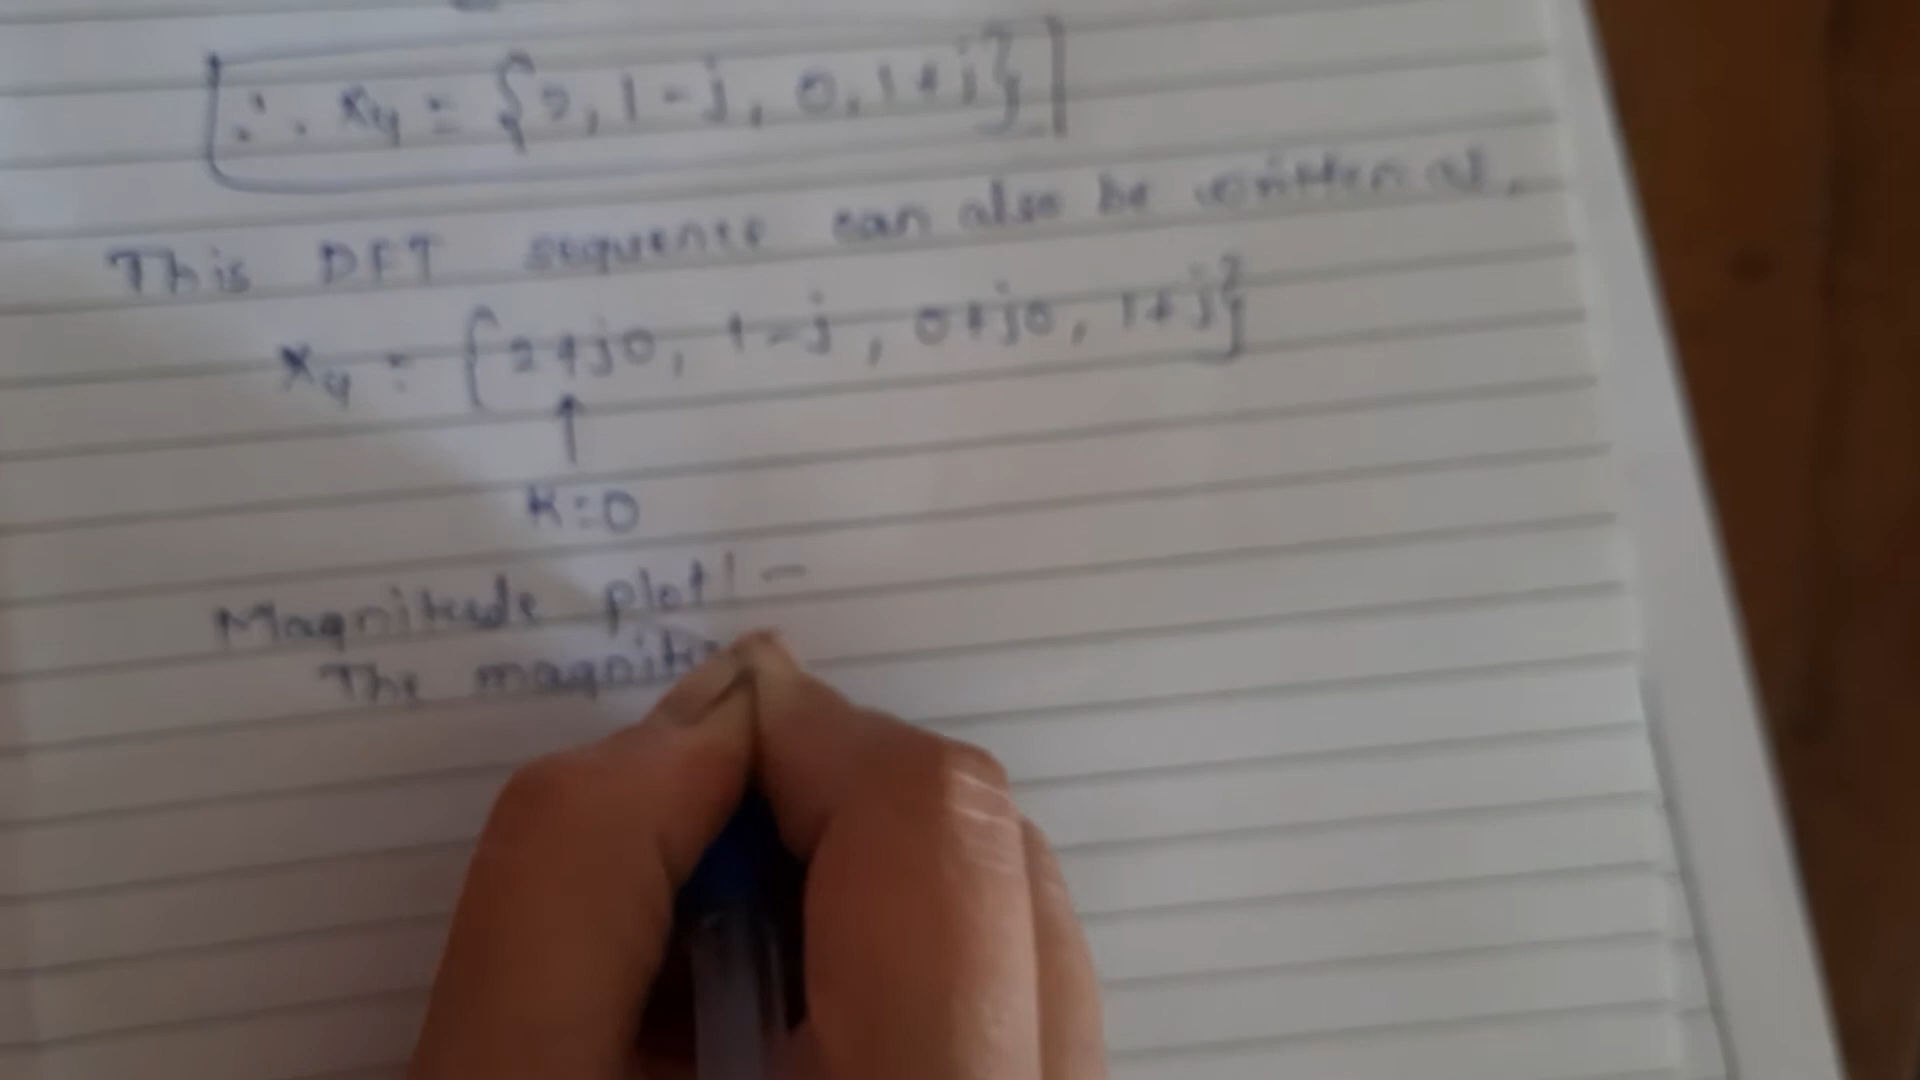 ∴ X4 = {2, 1-j, 0, 1+j}
This DFT sequence can also be written as,
X4 = {2+j0, 1-j, 0+j0, 1+j}
↑
K=0
Magnitude plot:-
The